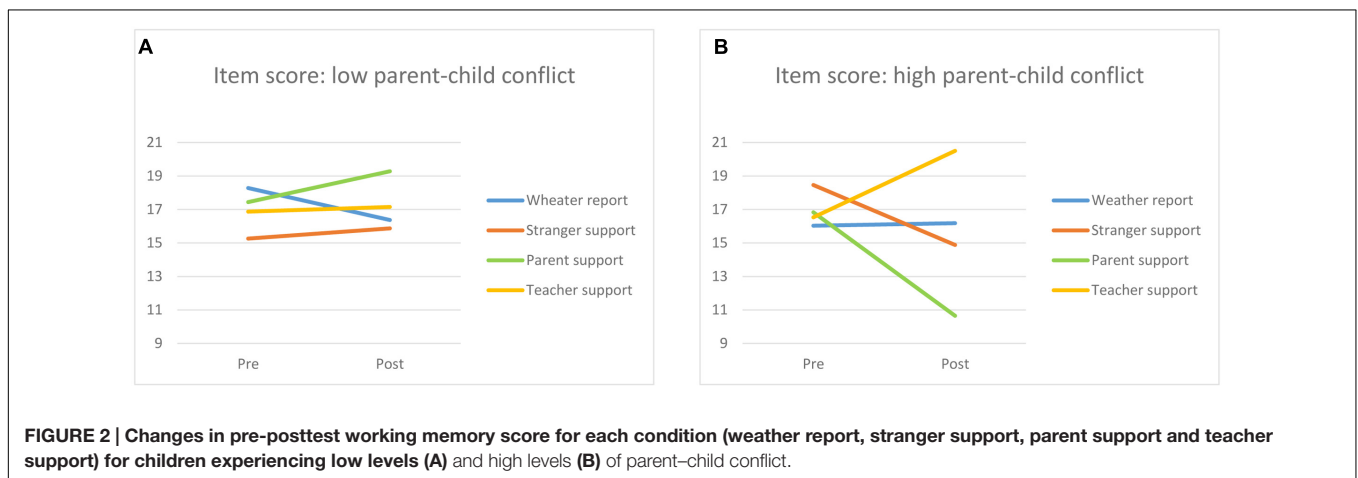 A
Item score: low parent-child conflict
21
19
17
15
13
11
9
Pre Post
Wheater report
Stranger support
Parent support
Teacher support
B
Item score: high parent-child conflict
21
19
17
15
13
11
9
Pre Post
Weather report
Stranger support
Parent support
Teacher support
FIGURE 2 | Changes in pre-posttest working memory score for each condition (weather report, stranger support, parent support and teacher
support) for children experiencing low levels (A) and high levels (B) of parent–child conflict.